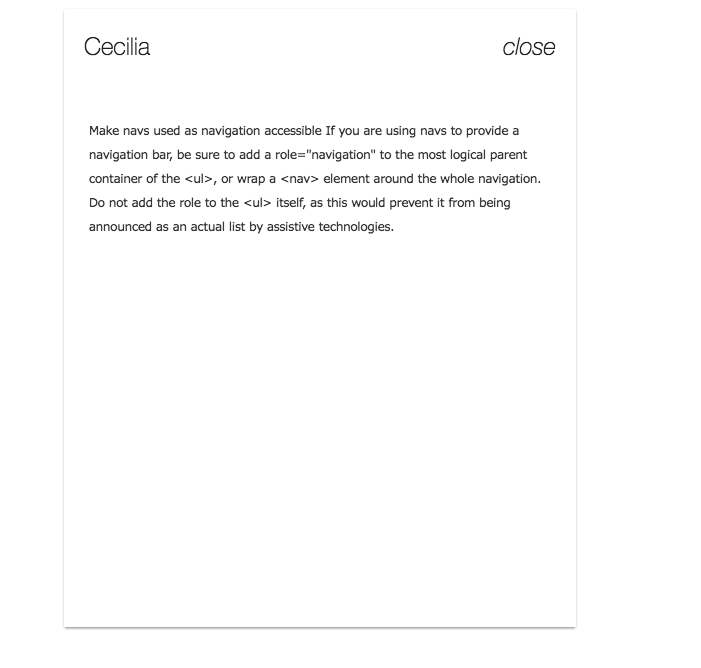 Cecilia
close
Make navs used as navigation accessible If you are using navs to provide a
navigation bar, be sure to add a role="navigation" to the most logical parent
container of the <ul>, or wrap a <nav> element around the whole navigation.
Do not add the role to the <ul> itself, as this would prevent it from being
announced as an actual list by assistive technologies.